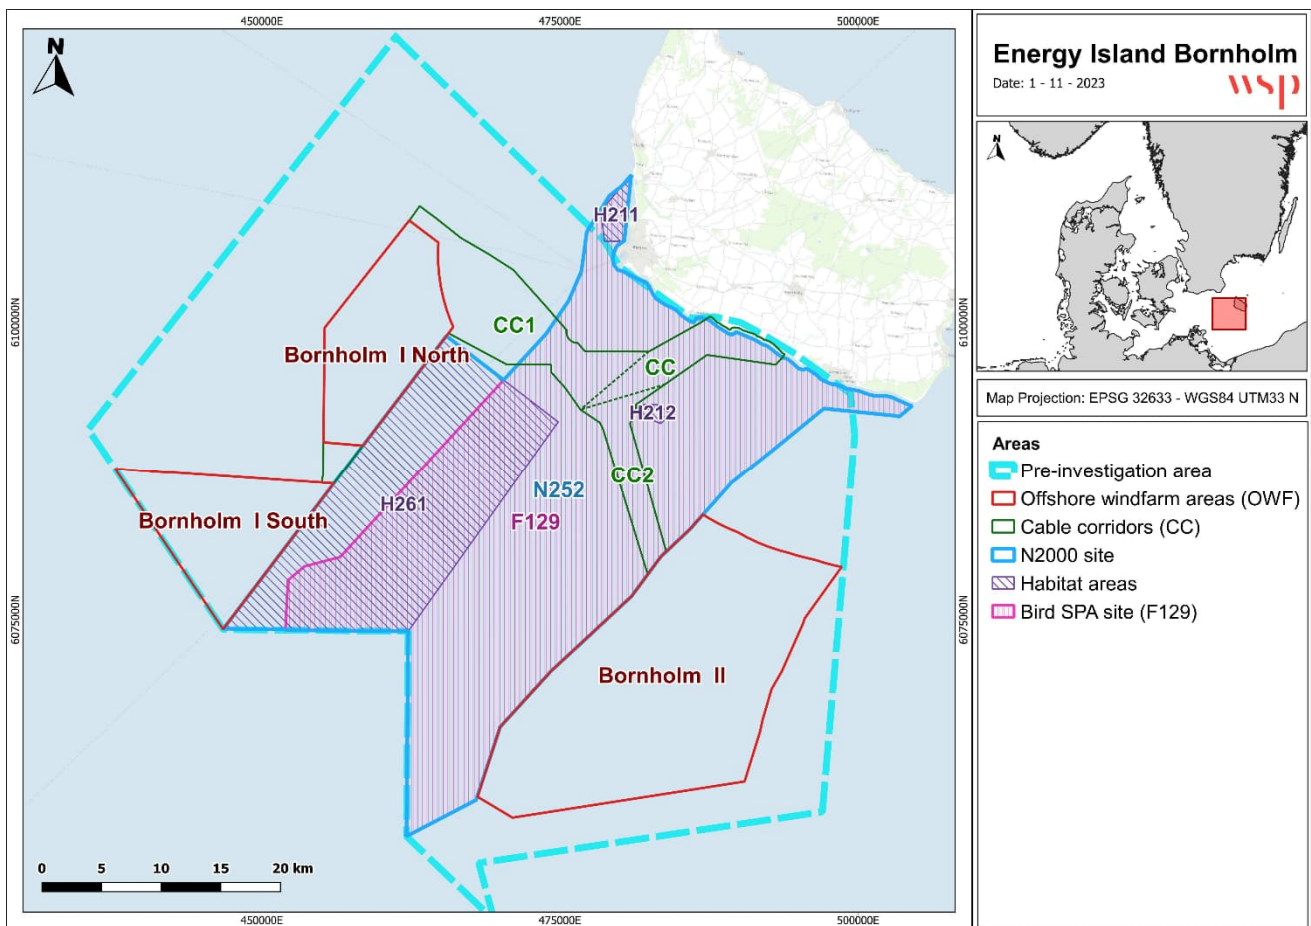 450000E
475000E
500000E
N
H211
6100000N
6100000N
CC1
Bornholm I North
CC
H212
CC2
N252
H261
F129
Bornholm I South
6075000N
6075000N
Bornholm II
0 5 10 15 20 km
450000E
475000E
500000E
Energy Island Bornholm
Date: 1 - 11 - 2023
wsp
N
Map Projection: EPSG 32633 - WGS84 UTM33 N
Areas
Pre-investigation area
Offshore windfarm areas (OWF)
Cable corridors (CC)
N2000 site
Habitat areas
Bird SPA site (F129)